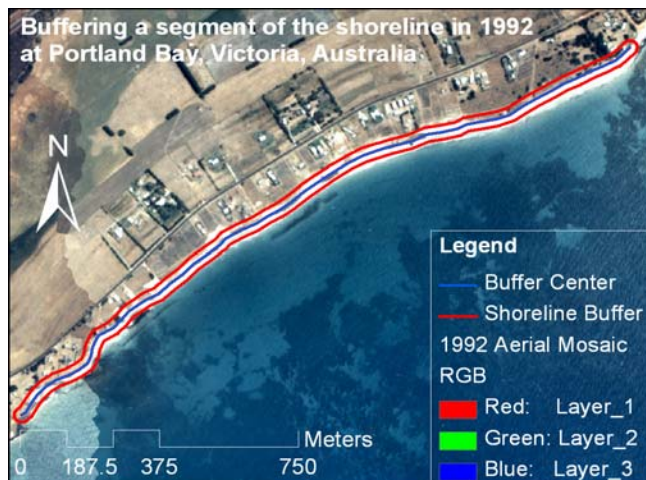 Buffering a segment of the shoreline in 1992
at Portland Bay, Victoria, Australia
N
Legend
Buffer Center
Shoreline Buffer
1992 Aerial Mosaic
RGB
Red: Layer_1
Green: Layer_2
Blue: Layer_3
Meters
0 187.5 375 750